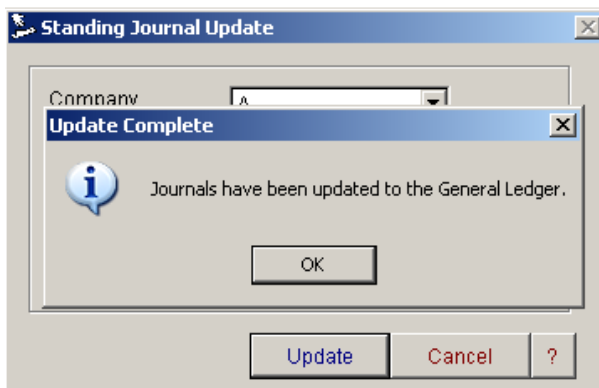 Standing Journal Update
Company
A
Update Complete
Journals have been updated to the General Ledger.
OK
Update
Cancel
?